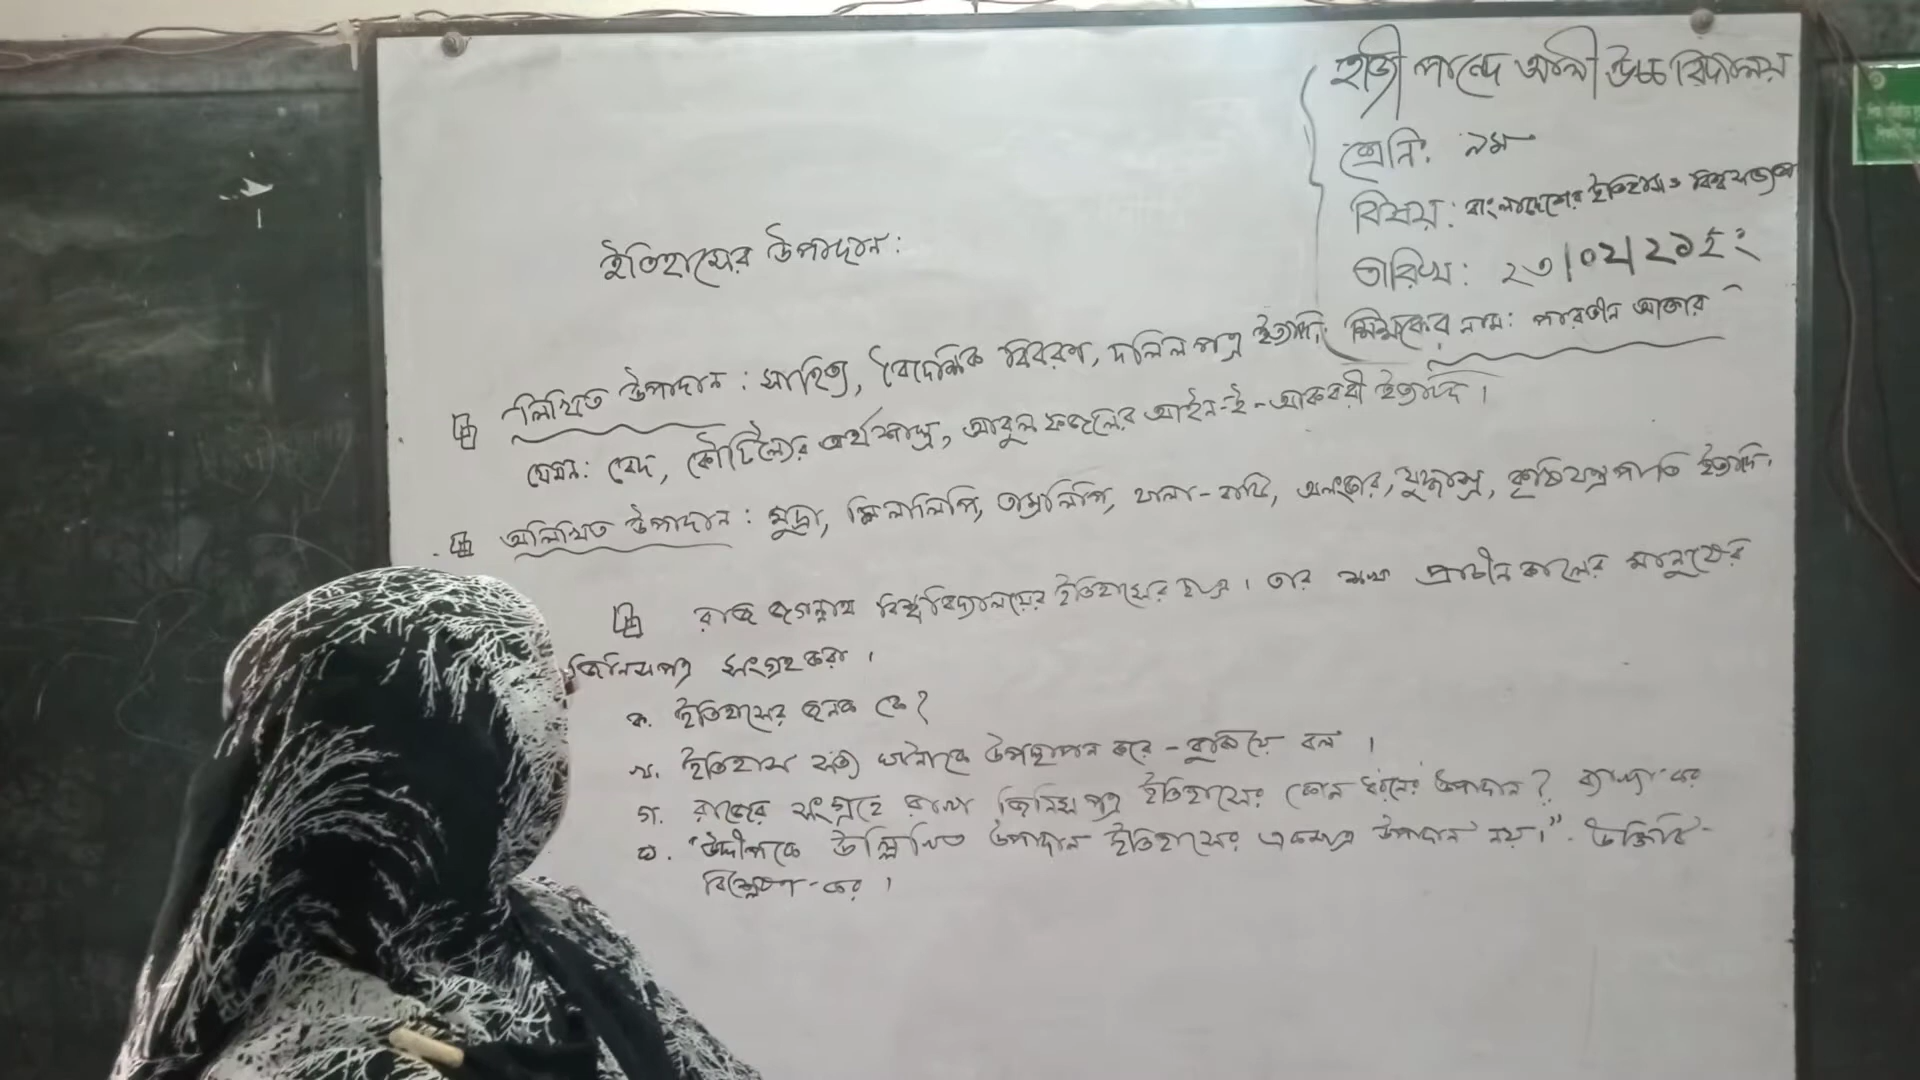 হাজী পান্দে আলী উচ্চ বিদ্যালয়
শ্রেণি: ৯ম
বিষয়: বাংলাদেশের ইতিহাস ও বিশ্বসভ্যতা
তারিখ: ২৩|০২|
শিক্ষকের নাম: পারভীন আক্তার
ইতিহাসের উপাদান:
লিখিত উপাদান: সাহিত্য, বৈদেশিক বিবরণ, দলিল পত্র ইত্যাদি।
যেমন: বেদ, কৌটিল্যের অর্থশাস্ত্র, আবুল ফজলের আইন-ই-আকবরী ইত্যাদি।
অলিখিত উপাদান: মুদ্রা, শিলালিপি, তাম্রলিপি, থালা-বাটি, অলংকার, যুদ্ধাস্ত্র, কৃষিযন্ত্রপাতি ইত্যাদি।
রাজ জগন্নাথ বিশ্ববিদ্যালয়ের ইতিহাসের ছাত্র। তার শখ প্রাচীন কালের মানুষের
জিনিসপত্র সংগ্রহ করা।
ক. ইতিহাসের জনক কে?
খ. ইতিহাস সত্য ঘটনাকে উপস্থাপন করে - বুঝিয়ে বল।
গ. রাজের সংগ্রহে রাখা জিনিসপত্র ইতিহাসের কোন ধরনের উপাদান? ব্যাখ্যা কর
ঘ. "উদ্দীপকে উল্লিখিত উপাদান ইতিহাসের একমাত্র উপাদান নয়।" - উক্তিটি-
বিশ্লেষণ-কর।